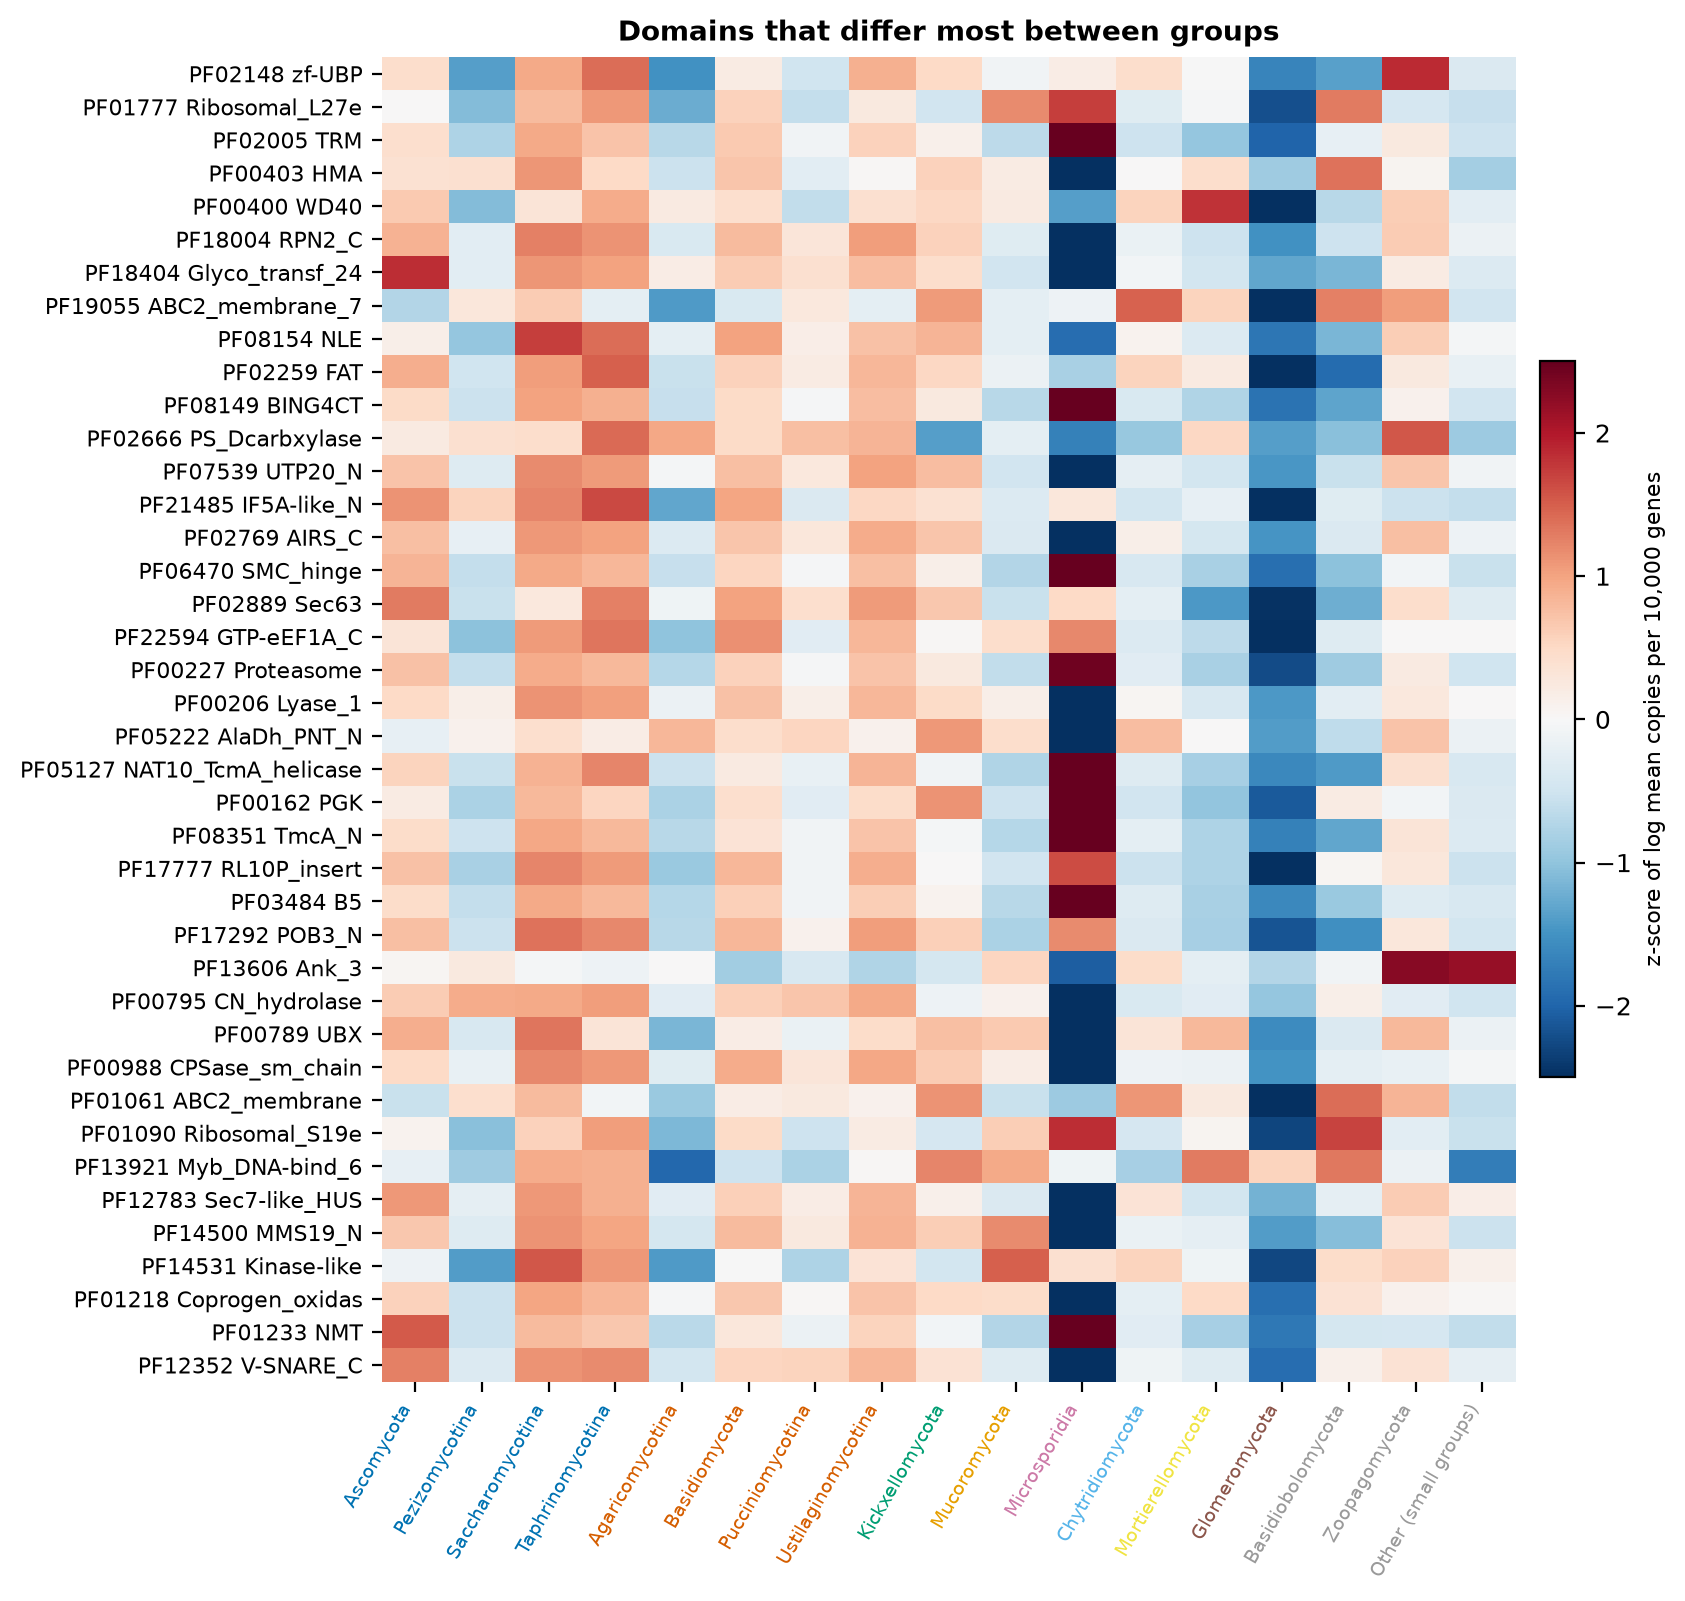 Domains that differ most between groups
PF02148 zf-UBP
PF01777 Ribosomal_L27e
PF02005 TRM
PF00403 HMA
PF00400 WD40
PF18004 RPN2_C
PF18404 Glyco_transf_24
PF19055 ABC2_membrane_7
PF08154 NLE
PF02259 FAT
PF08149 BING4CT
PF02666 PS_Dcarbxylase
PF07539 UTP20_N
PF21485 IF5A-like_N
PF02769 AIRS_C
PF06470 SMC_hinge
PF02889 Sec63
PF22594 GTP-eEF1A_C
PF00227 Proteasome
PF00206 Lyase_1
PF05222 AlaDh_PNT_N
PF05127 NAT10_TcmA_helicase
PF00162 PGK
PF08351 TmcA_N
PF17777 RL10P_insert
PF03484 B5
PF17292 POB3_N
PF13606 Ank_3
PF00795 CN_hydrolase
PF00789 UBX
PF00988 CPSase_sm_chain
PF01061 ABC2_membrane
PF01090 Ribosomal_S19e
PF13921 Myb_DNA-bind_6
PF12783 Sec7-like_HUS
PF14500 MMS19_N
PF14531 Kinase-like
PF01218 Coprogen_oxidas
PF01233 NMT
PF12352 V-SNARE_C
Ascomycota
Pezizomycotina
Saccharomycotina
Taphrinomycotina
Agaricomycotina
Basidiomycota
Pucciniomycotina
Ustilaginomycotina
Kickxellomycota
Mucoromycota
Microsporidia
Chytridiomycota
Mortierellomycota
Glomeromycota
Basidiobolomycota
Zoopagomycota
Other (small groups)
2
1
0
−1
−2
z-score of log mean copies per 10,000 genes